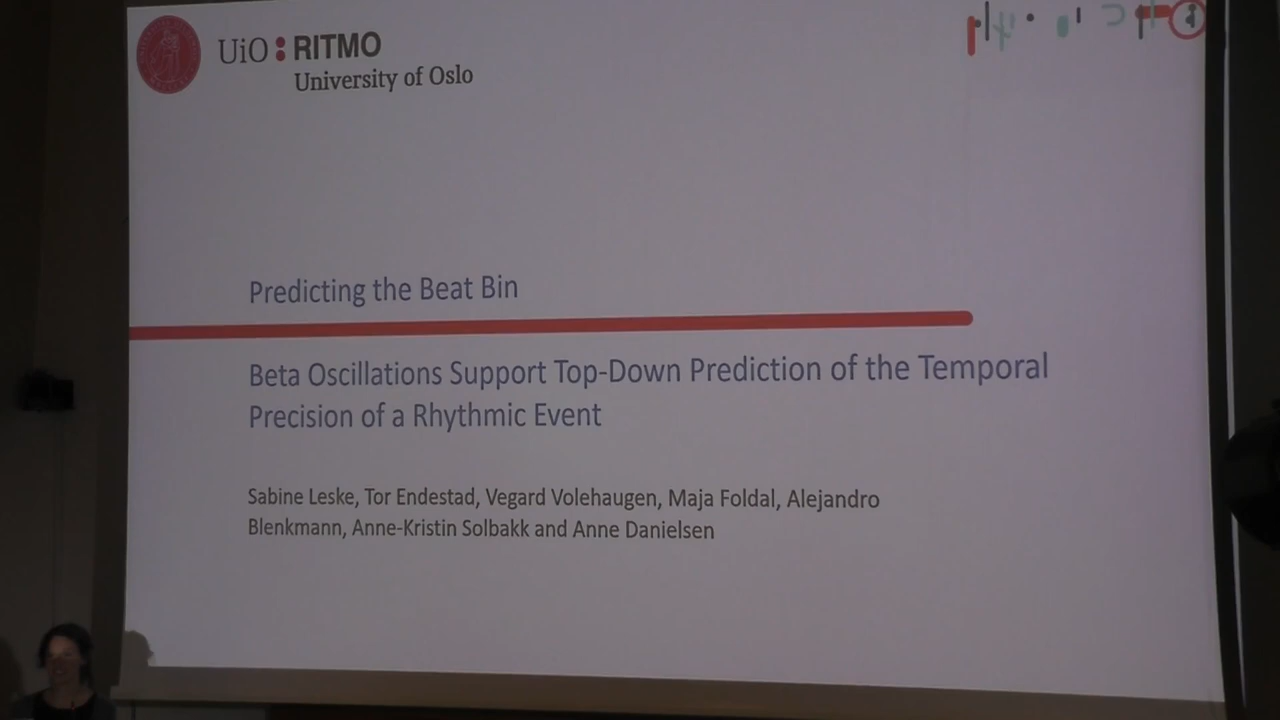 UiO : RITMO
University of Oslo
Predicting the Beat Bin
Beta Oscillations Support Top-Down Prediction of the Temporal
Precision of a Rhythmic Event
Sabine Leske, Tor Endestad, Vegard Volehaugen, Maja Foldal, Alejandro
Blenkmann, Anne-Kristin Solbakk and Anne Danielsen